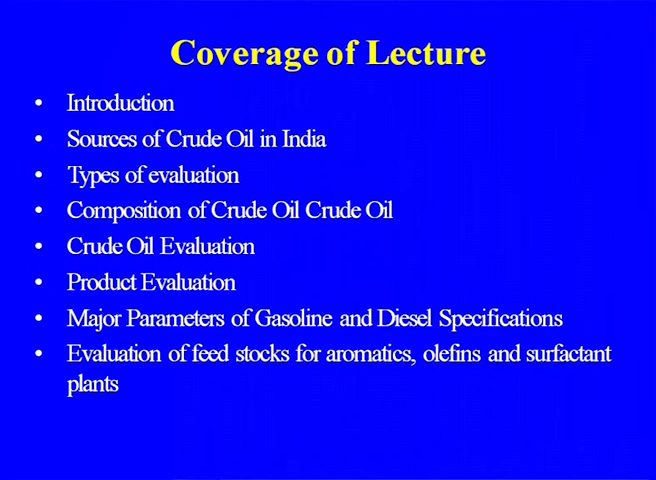 Coverage of Lecture
• Introduction
• Sources of Crude Oil in India
• Types of evaluation
• Composition of Crude Oil Crude Oil
• Crude Oil Evaluation
• Product Evaluation
• Major Parameters of Gasoline and Diesel Specifications
• Evaluation of feed stocks for aromatics, olefins and surfactant
plants